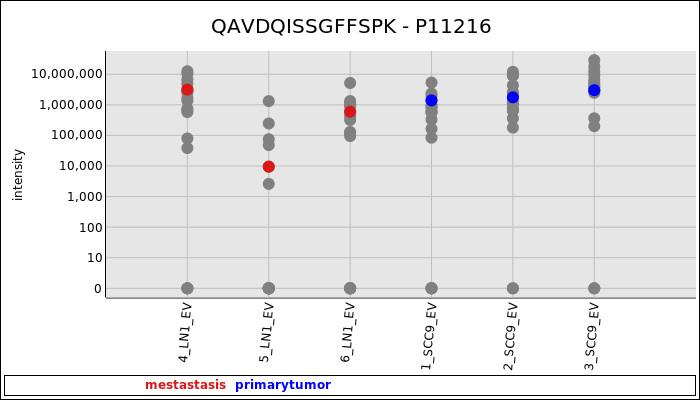 QAVDQISSGFFSPK - P11216
intensity
10,000,000
1,000,000
100,000
10,000
1,000
100
10
0
4_LN1_EV
5_LN1_EV
6_LN1_EV
1_SCC9_EV
2_SCC9_EV
3_SCC9_EV
mestastasis primarytumor